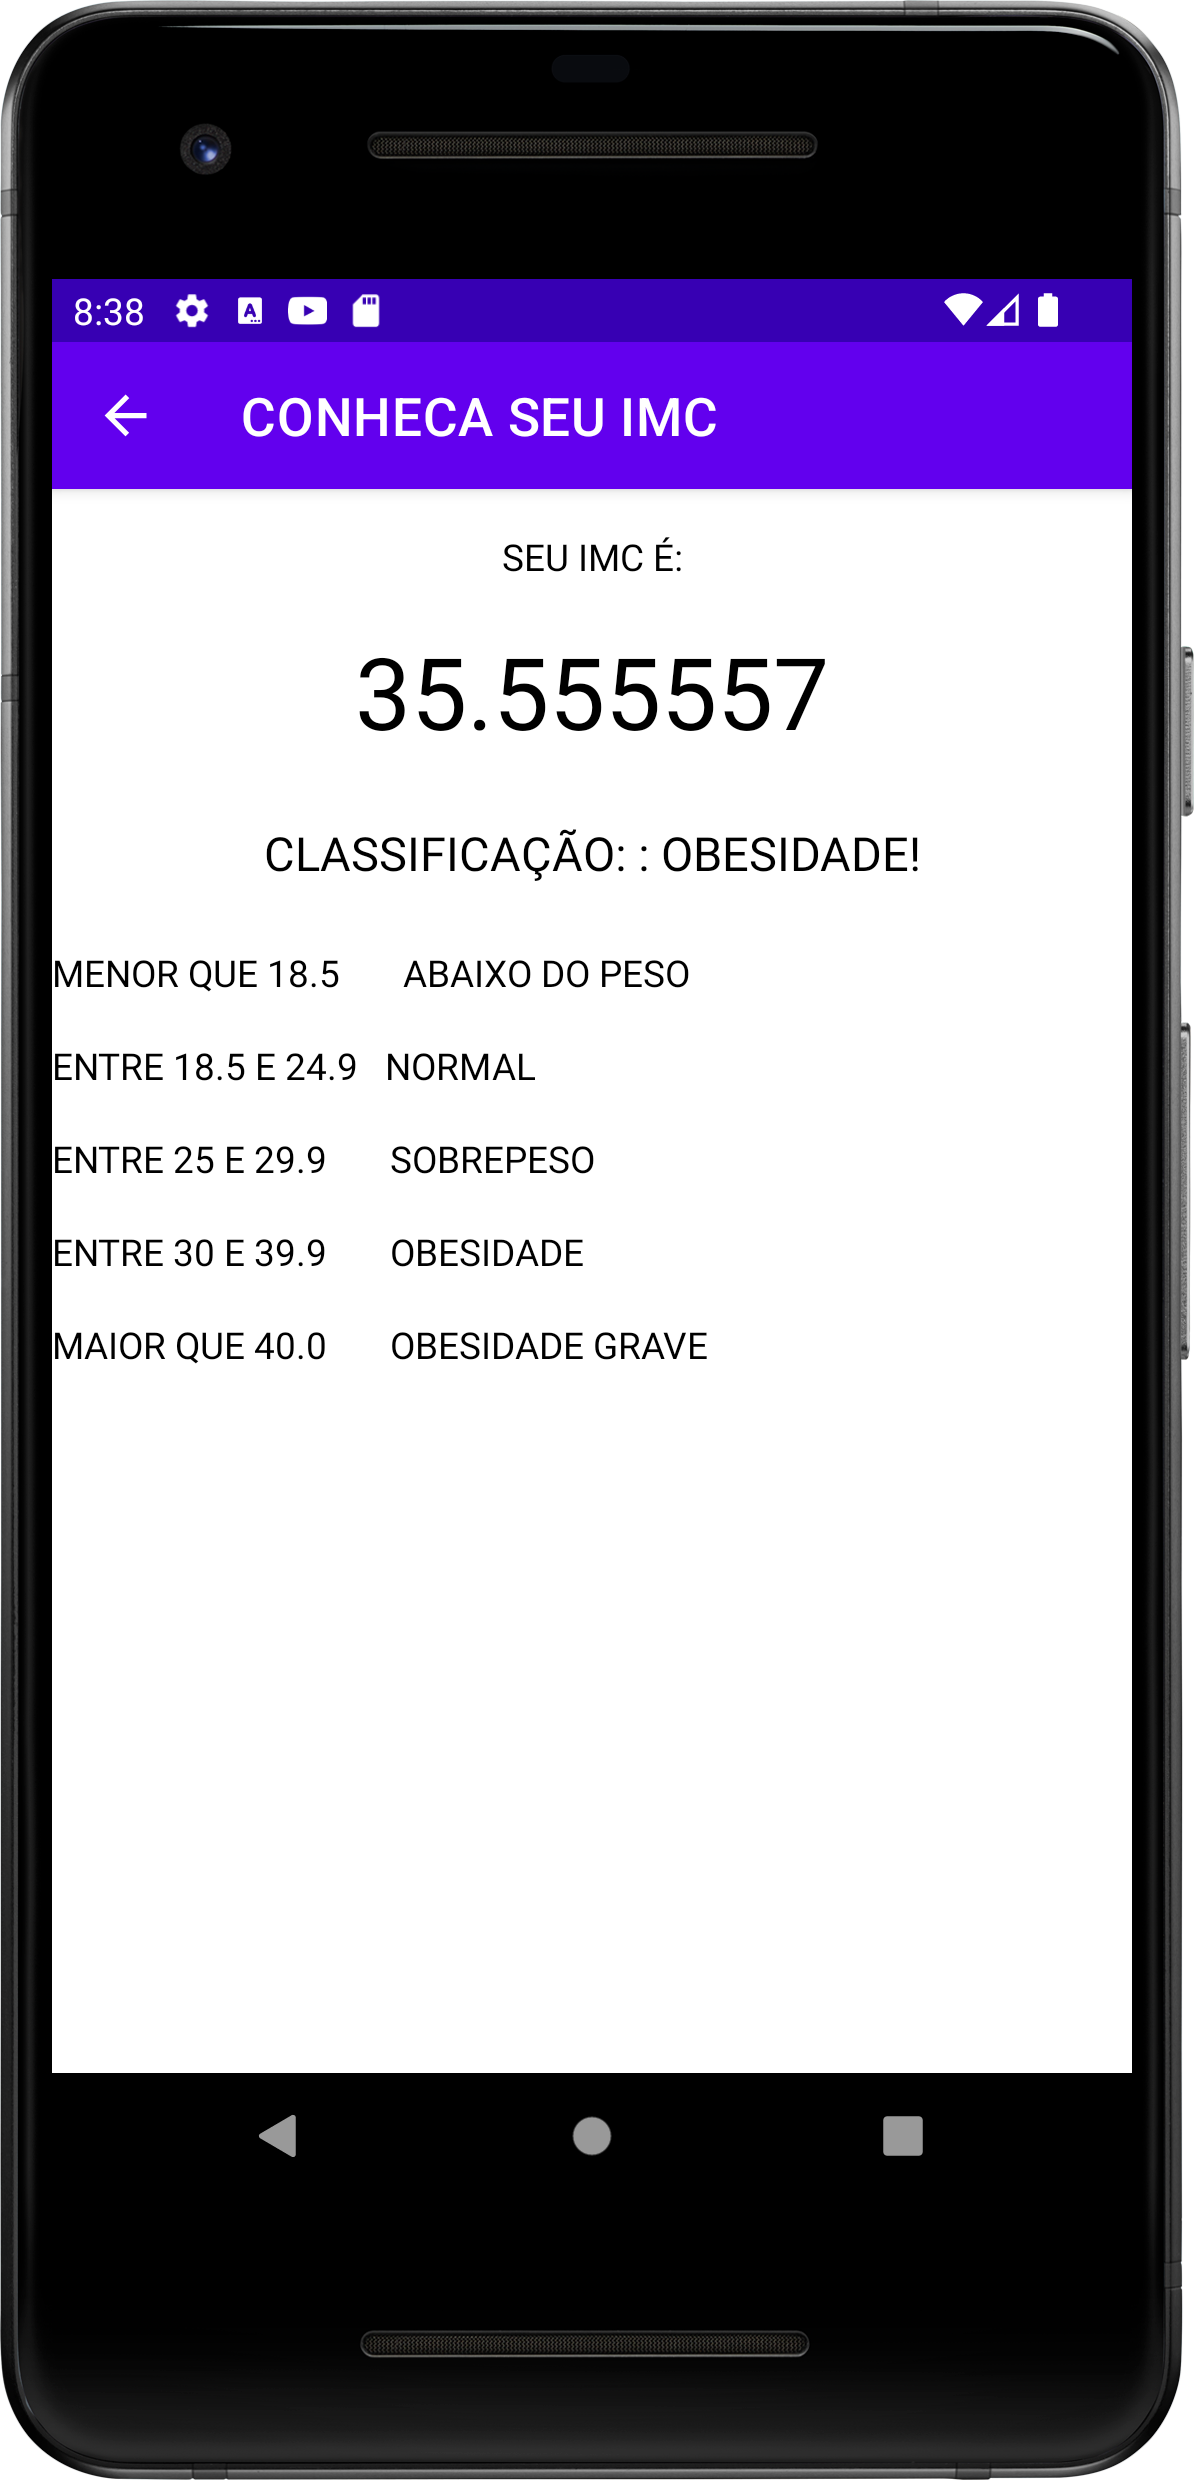 8:38
CONHECA SEU IMC
SEU IMC É:
35.555557
CLASSIFICAÇÃO: : OBESIDADE!
MENOR QUE 18.5 ABAIXO DO PESO
ENTRE 18.5 E 24.9 NORMAL
ENTRE 25 E 29.9 SOBREPESO
ENTRE 30 E 39.9 OBESIDADE
MAIOR QUE 40.0 OBESIDADE GRAVE